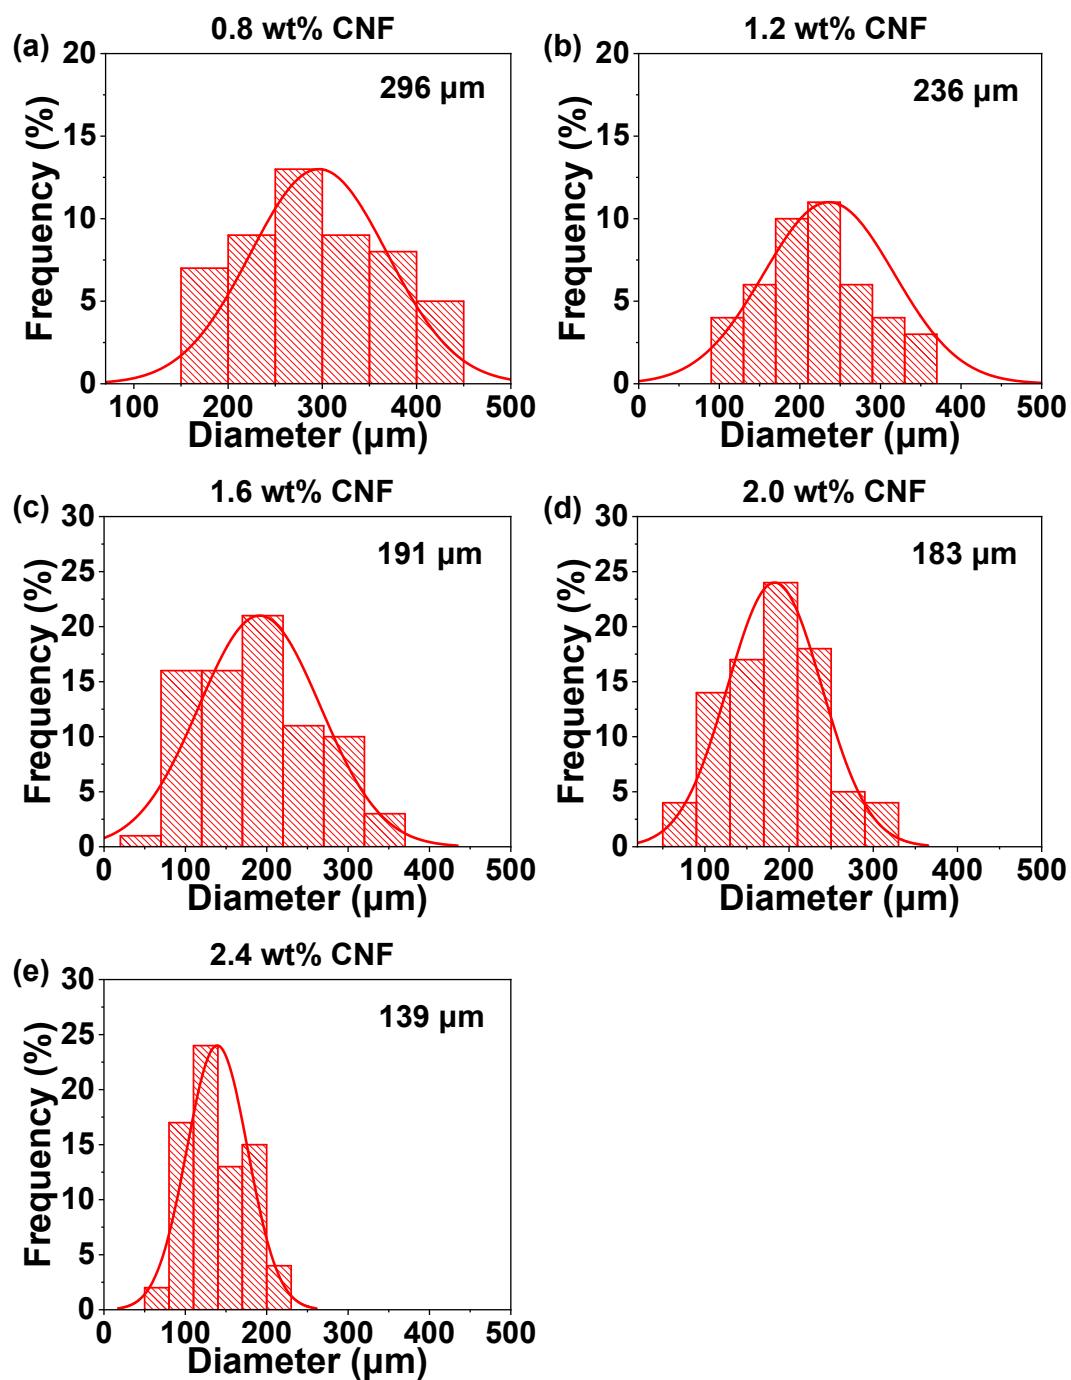 (a)
0.8 wt% CNF
296 µm
Frequency (%)
20
15
10
5
0
100 200 300 400 500
Diameter (µm)
(b)
1.2 wt% CNF
236 µm
Frequency (%)
20
15
10
5
0
0 100 200 300 400 500
Diameter (µm)
(c)
1.6 wt% CNF
191 µm
Frequency (%)
30
25
20
15
10
5
0
0 100 200 300 400 500
Diameter (µm)
(d)
2.0 wt% CNF
183 µm
Frequency (%)
30
25
20
15
10
5
0
100 200 300 400 500
Diameter (µm)
(e)
2.4 wt% CNF
139 µm
Frequency (%)
30
25
20
15
10
5
0
0 100 200 300 400 500
Diameter (µm)